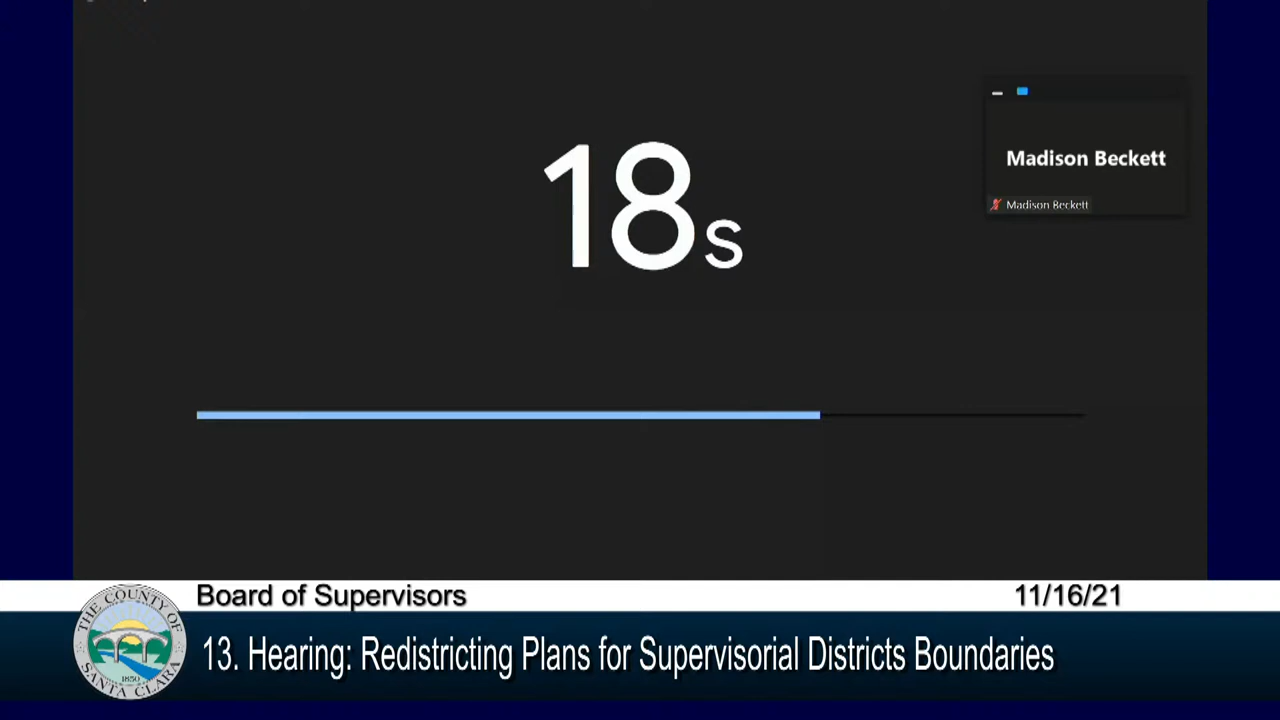 18s
Madison Beckett
Madison Beckett
Board of Supervisors
11/16/21
THE COUNTY OF
SANTA CLARA
1850
13. Hearing: Redistricting Plans for Supervisorial Districts Boundaries